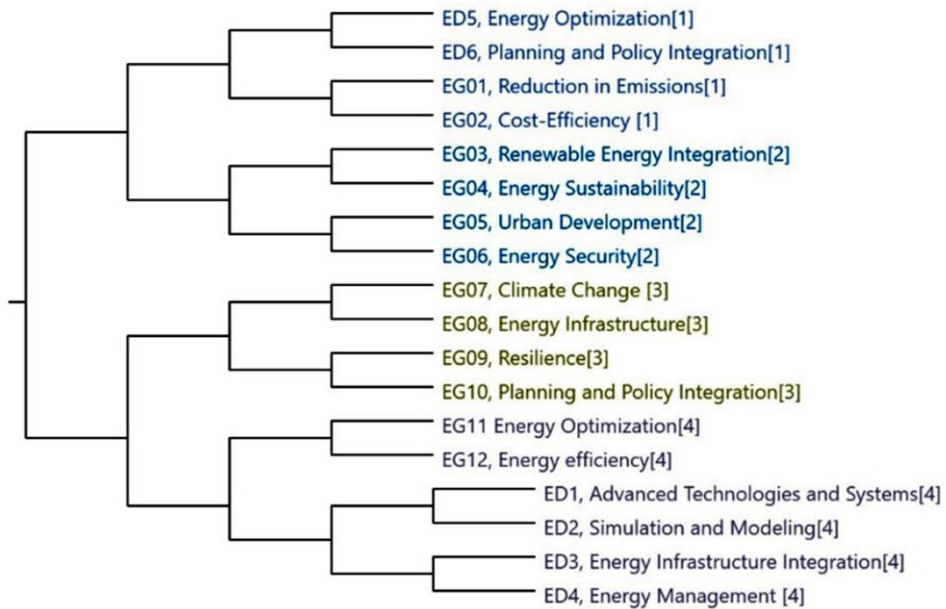 ED5, Energy Optimization[1]
ED6, Planning and Policy Integration[1]
EG01, Reduction in Emissions[1]
EG02, Cost-Efficiency [1]
EG03, Renewable Energy Integration[2]
EG04, Energy Sustainability[2]
EG05, Urban Development[2]
EG06, Energy Security[2]
EG07, Climate Change [3]
EG08, Energy Infrastructure[3]
EG09, Resilience[3]
EG10, Planning and Policy Integration[3]
EG11 Energy Optimization[4]
EG12, Energy efficiency[4]
ED1, Advanced Technologies and Systems[4]
ED2, Simulation and Modeling[4]
ED3, Energy Infrastructure Integration[4]
ED4, Energy Management [4]